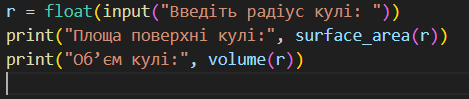 r = float(input("Введіть радіус кулі: "))
print("Площа поверхні кулі:", surface_area(r))
print("Об’єм кулі:", volume(r))